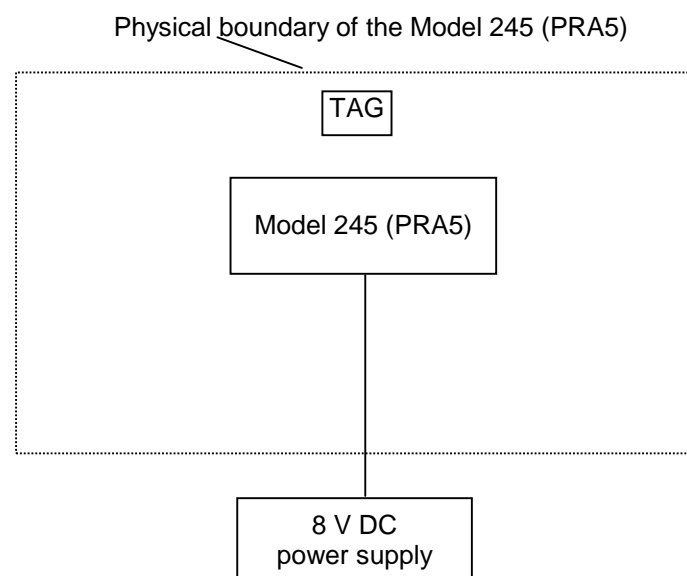 Physical boundary of the Model 245 (PRA5)
TAG
Model 245 (PRA5)
8 V DC
power supply